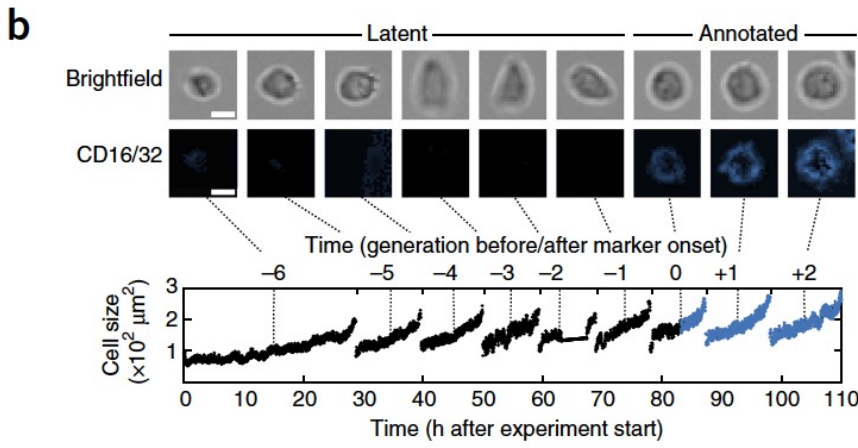 b
Latent Annotated
Brightfield
CD16/32
Time (generation before/after marker onset)
–6 –5 –4 –3 –2 –1 0 +1 +2
Cell size
(×10² μm²)
3
2
1
0 10 20 30 40 50 60 70 80 90 100 110
Time (h after experiment start)